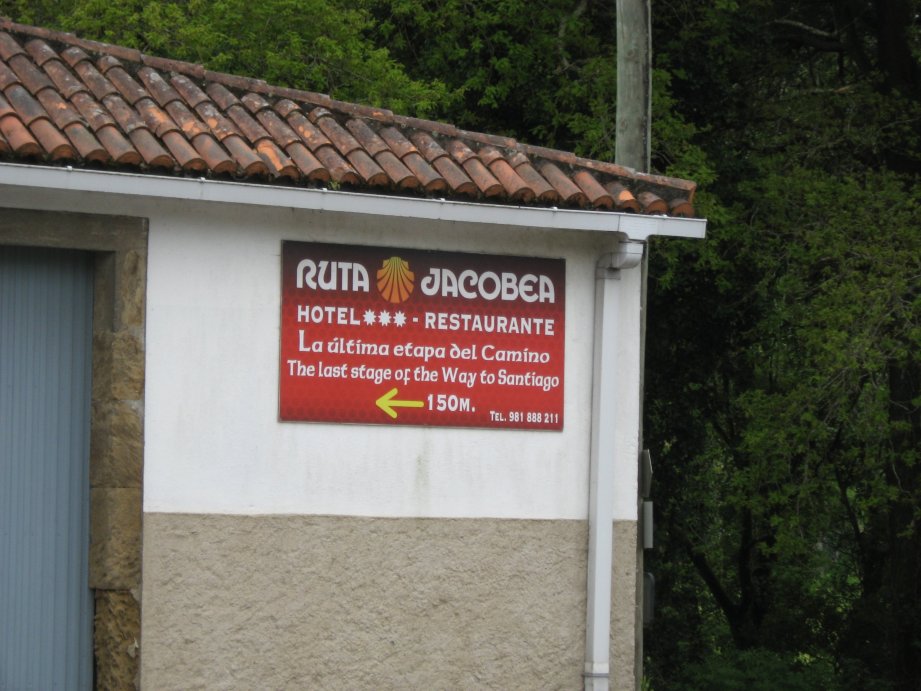 RUTA JACOBEA
HOTEL*** - RESTAURANTE
La última etapa del Camino
The last stage of the Way to Santiago
150M.
TEL. 981 888 211